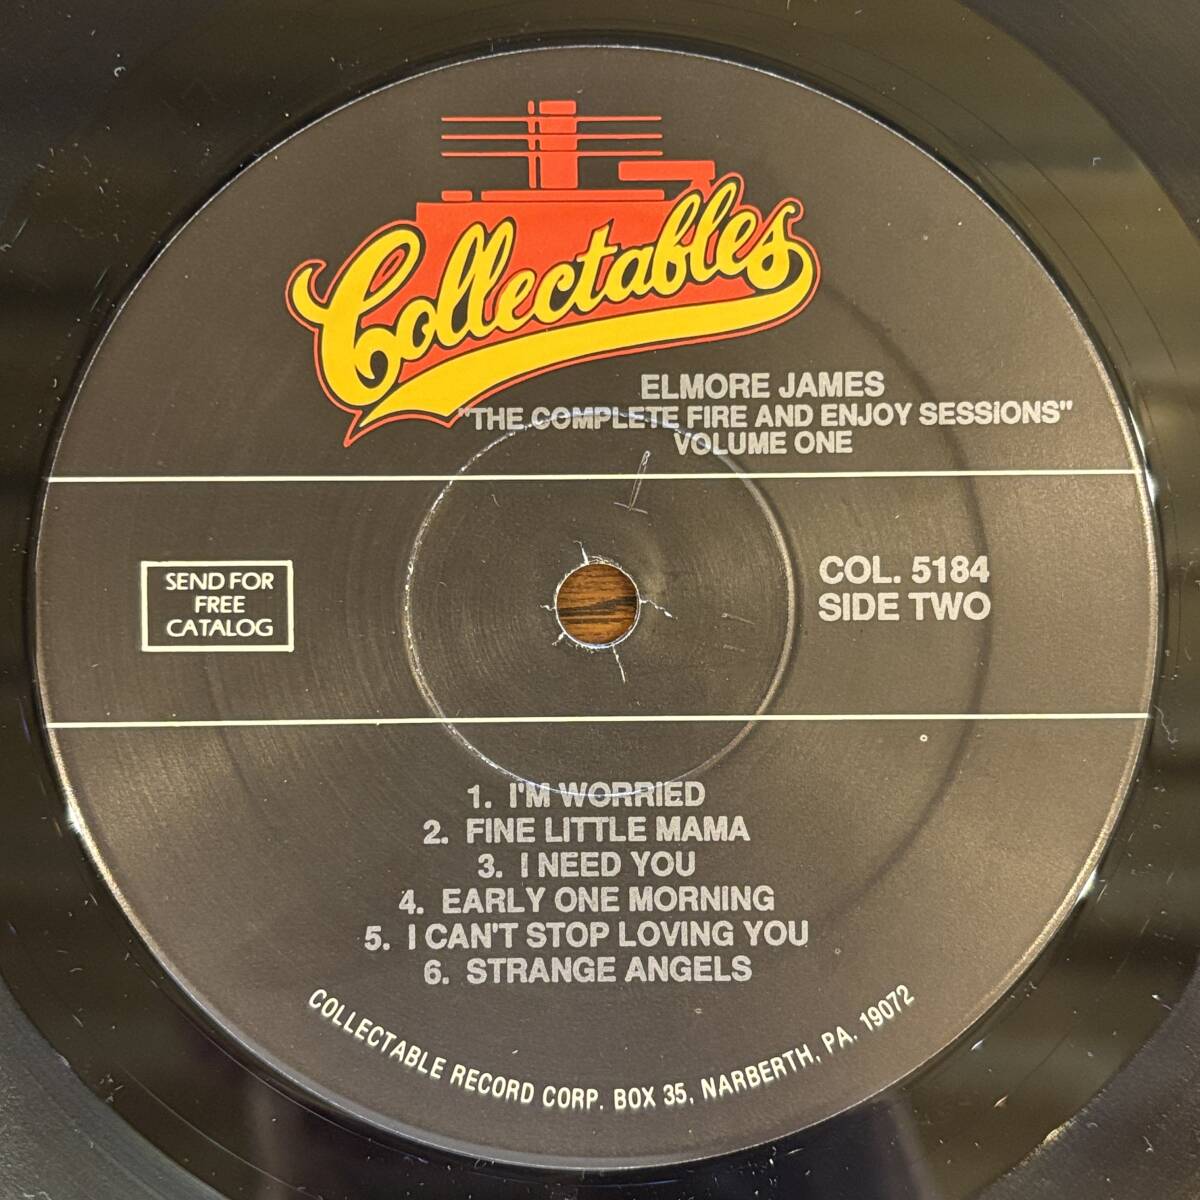 Collectables
ELMORE JAMES
"THE COMPLETE FIRE AND ENJOY SESSIONS"
VOLUME ONE
SEND FOR
FREE
CATALOG
COL. 5184
SIDE TWO
1. I'M WORRIED
2. FINE LITTLE MAMA
3. I NEED YOU
4. EARLY ONE MORNING
5. I CAN'T STOP LOVING YOU
6. STRANGE ANGELS
COLLECTABLE RECORD CORP. BOX 35, NARBERTH, PA. 19072